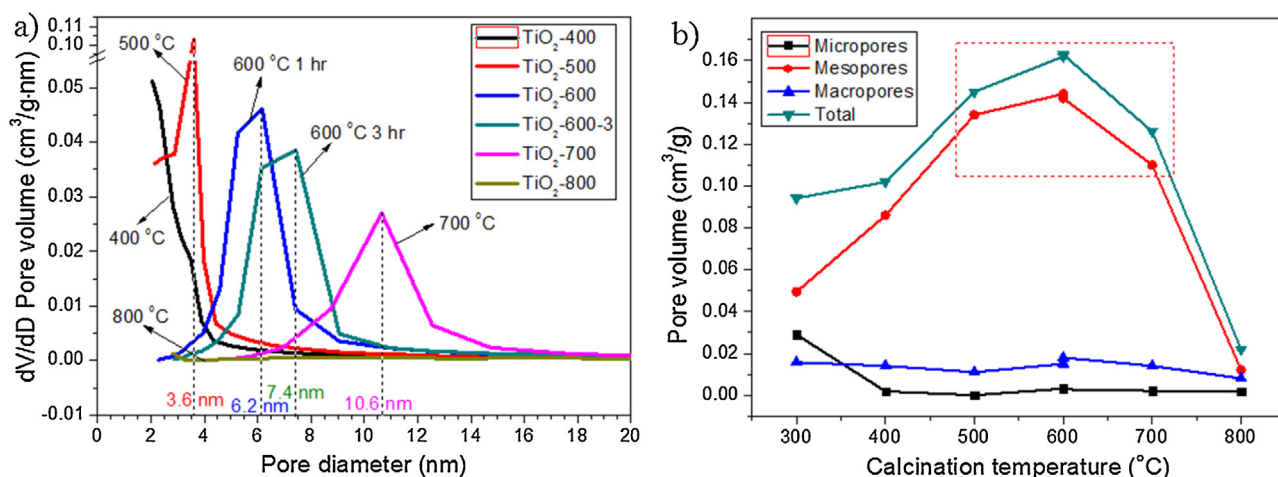 a)
dV/dD Pore volume (cm³/g·nm)
0.11
0.10
0.05
0.04
0.03
0.02
0.01
0.00
-0.01
500 °C
600 °C 1 hr
600 °C 3 hr
400 °C
700 °C
800 °C
TiO₂-400
TiO₂-500
TiO₂-600
TiO₂-600-3
TiO₂-700
TiO₂-800
3.6 nm
6.2 nm
7.4 nm
10.6 nm
0 2 4 6 8 10 12 14 16 18 20
Pore diameter (nm)
b)
Pore volume (cm³/g)
0.16
0.14
0.12
0.10
0.08
0.06
0.04
0.02
0.00
Micropores
Mesopores
Macropores
Total
300 400 500 600 700 800
Calcination temperature (°C)